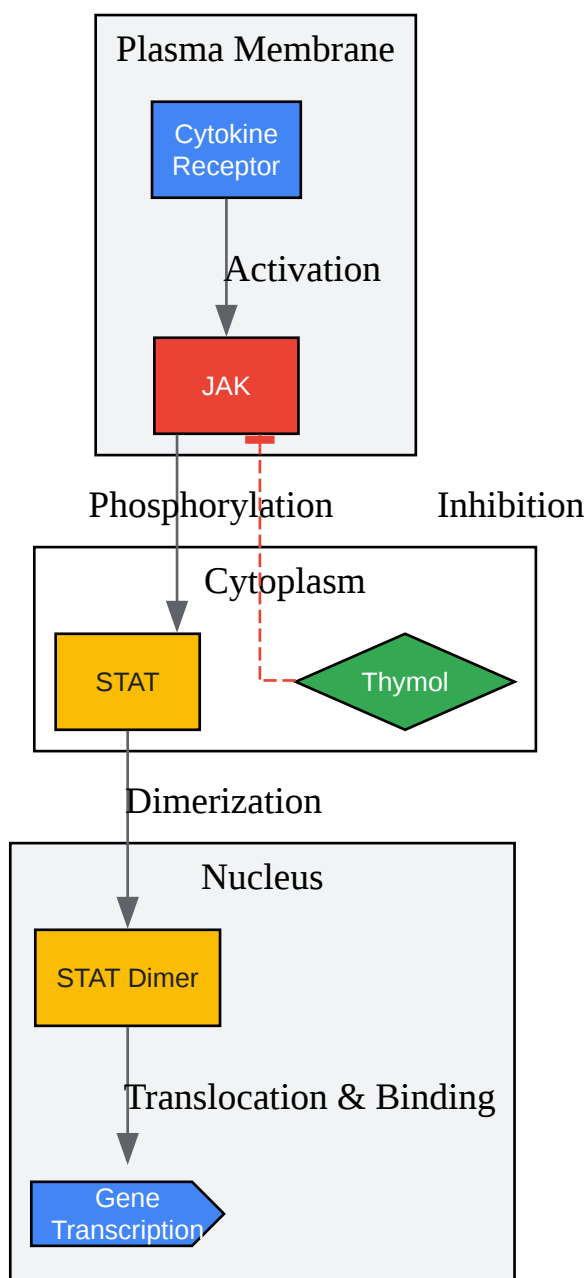 Plasma Membrane
Cytokine
Receptor
Activation
JAK
Phosphorylation
Inhibition
Cytoplasm
STAT
Thymol
Dimerization
Nucleus
STAT Dimer
Translocation & Binding
Gene
Transcription